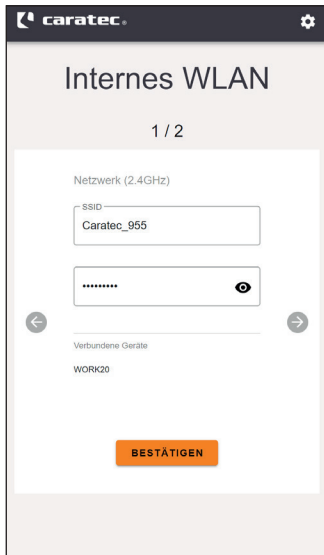 caratec®
Internes WLAN
1 / 2
Netzwerk (2.4GHz)
SSID
Caratec_955
•••••••••
Verbundene Geräte
WORK20
BESTÄTIGEN